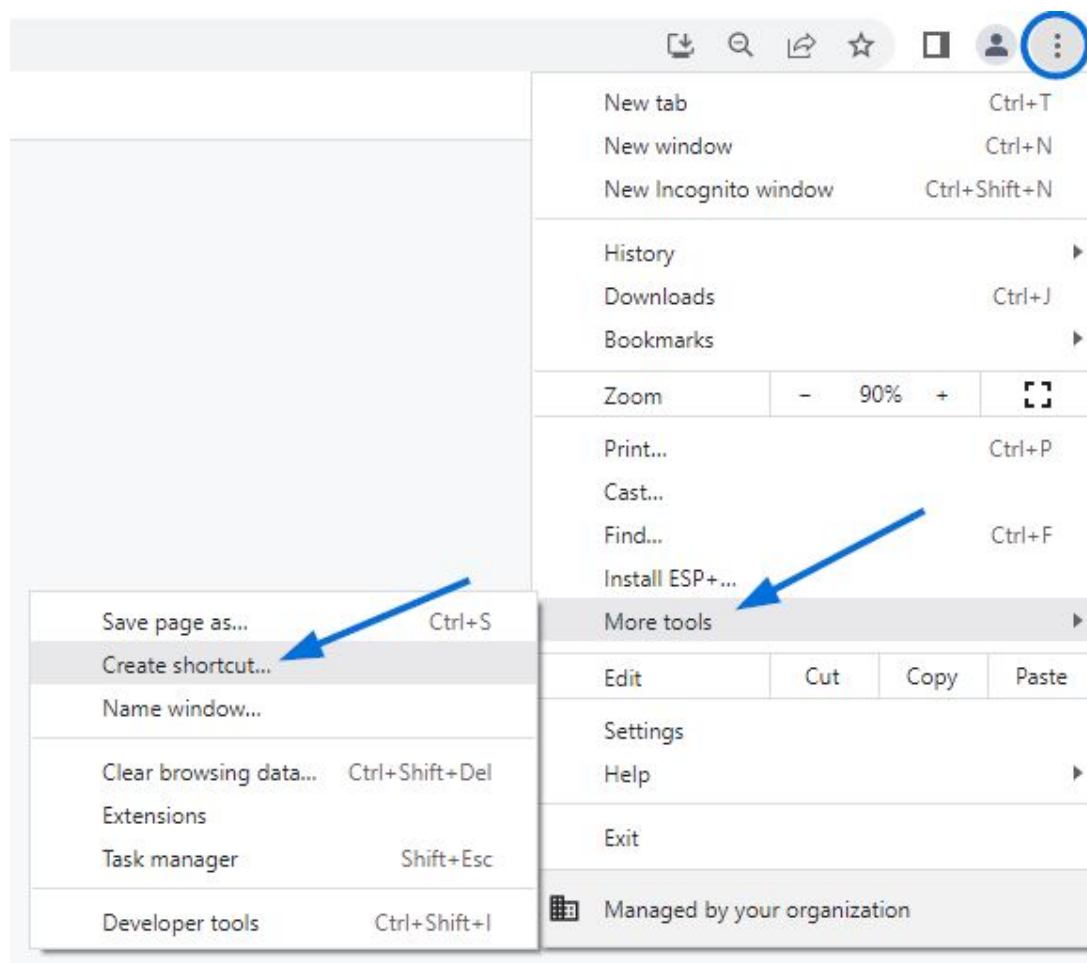 New tab Ctrl+T
New window Ctrl+N
New Incognito window Ctrl+Shift+N
History
Downloads Ctrl+J
Bookmarks
Zoom - 90% +
Print... Ctrl+P
Cast...
Find... Ctrl+F
Install ESP+...
More tools
Edit Cut Copy Paste
Settings
Help
Exit
Managed by your organization
Save page as... Ctrl+S
Create shortcut...
Name window...
Clear browsing data... Ctrl+Shift+Del
Extensions
Task manager Shift+Esc
Developer tools Ctrl+Shift+I